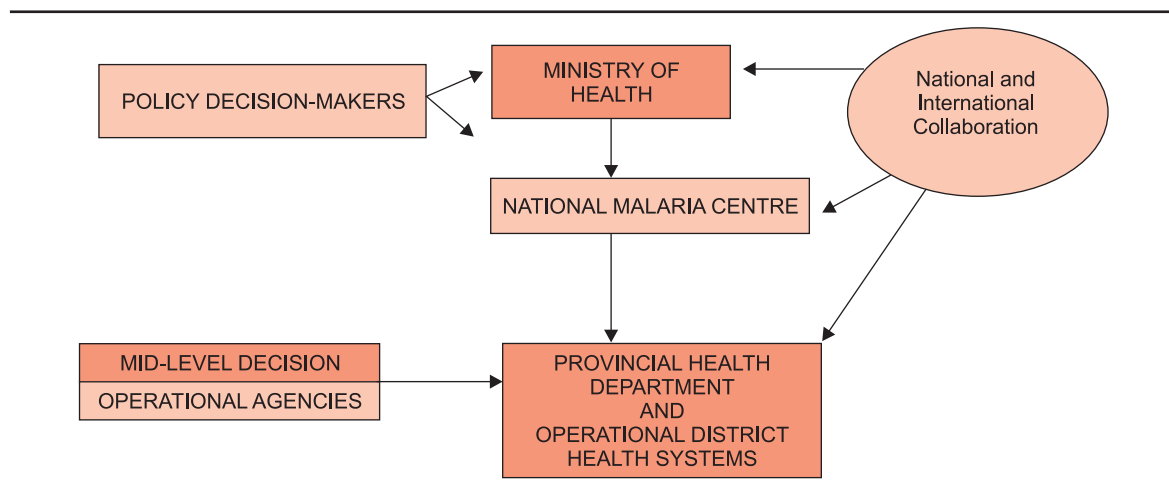 POLICY DECISION-MAKERS
MINISTRY OF
HEALTH
National and
International
Collaboration
NATIONAL MALARIA CENTRE
MID-LEVEL DECISION
OPERATIONAL AGENCIES
PROVINCIAL HEALTH
DEPARTMENT
AND
OPERATIONAL DISTRICT
HEALTH SYSTEMS